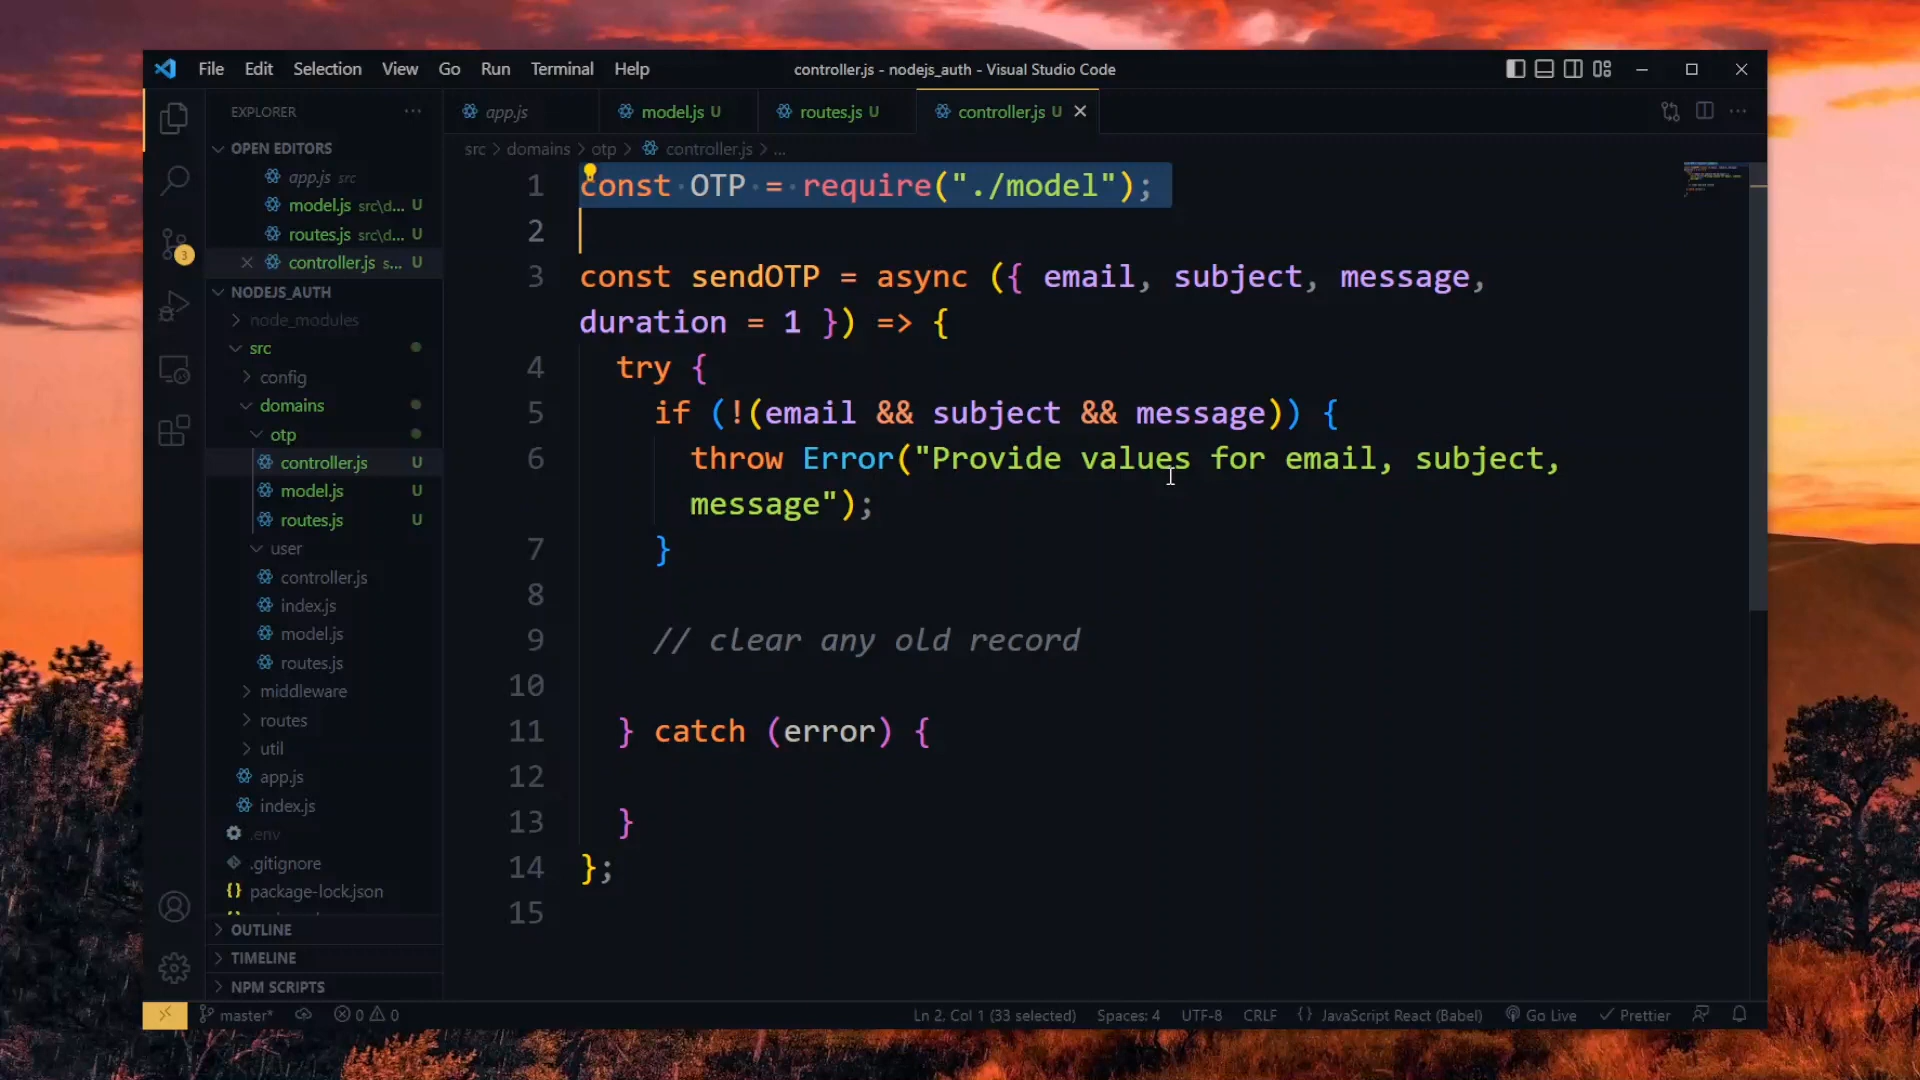 File Edit Selection View Go Run Terminal Help
controller.js - nodejs_auth - Visual Studio Code
EXPLORER
app.js
model.js U
routes.js U
controller.js U
OPEN EDITORS
app.js src
model.js src\d... U
routes.js src\d... U
controller.js s... U
NODEJS_AUTH
node_modules
src
config
domains
otp
controller.js U
model.js U
routes.js U
user
controller.js
index.js
model.js
routes.js
middleware
routes
util
app.js
index.js
.env
.gitignore
package-lock.json
OUTLINE
TIMELINE
NPM SCRIPTS
3
src > domains > otp > controller.js > ...
1 const OTP = require("./model");
2
3 const sendOTP = async ({ email, subject, message,
duration = 1 }) => {
4 try {
5 if (!(email && subject && message)) {
6 throw Error("Provide values for email, subject,
message");
7 }
8
9 // clear any old record
10
11 } catch (error) {
12
13 }
14 };
15
master* 0 0 Ln 2, Col 1 (33 selected) Spaces: 4 UTF-8 CRLF {} JavaScript React (Babel) Go Live Prettier